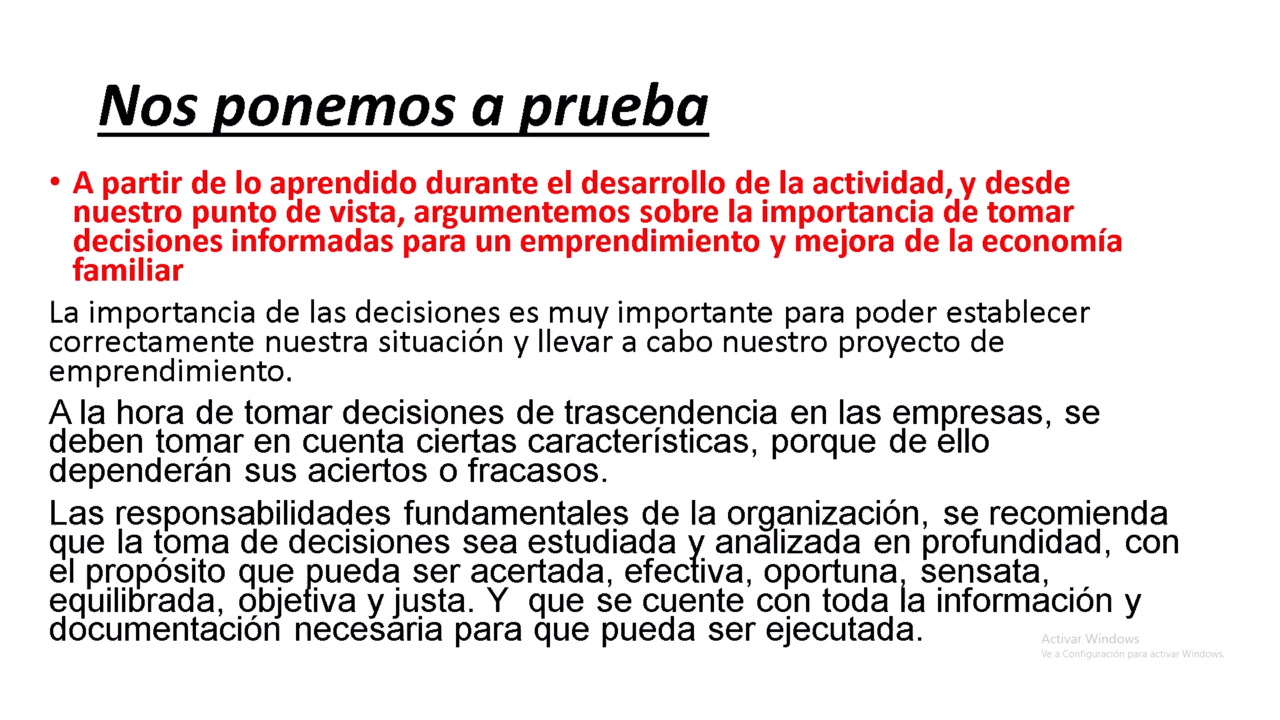 Nos ponemos a prueba
• A partir de lo aprendido durante el desarrollo de la actividad, y desde
nuestro punto de vista, argumentemos sobre la importancia de tomar
decisiones informadas para un emprendimiento y mejora de la economía
familiar
La importancia de las decisiones es muy importante para poder establecer
correctamente nuestra situación y llevar a cabo nuestro proyecto de
emprendimiento.
A la hora de tomar decisiones de trascendencia en las empresas, se
deben tomar en cuenta ciertas características, porque de ello
dependerán sus aciertos o fracasos.
Las responsabilidades fundamentales de la organización, se recomienda
que la toma de decisiones sea estudiada y analizada en profundidad, con
el propósito que pueda ser acertada, efectiva, oportuna, sensata,
equilibrada, objetiva y justa. Y  que se cuente con toda la información y
documentación necesaria para que pueda ser ejecutada.
Activar Windows
Ve a Configuración para activar Windows.